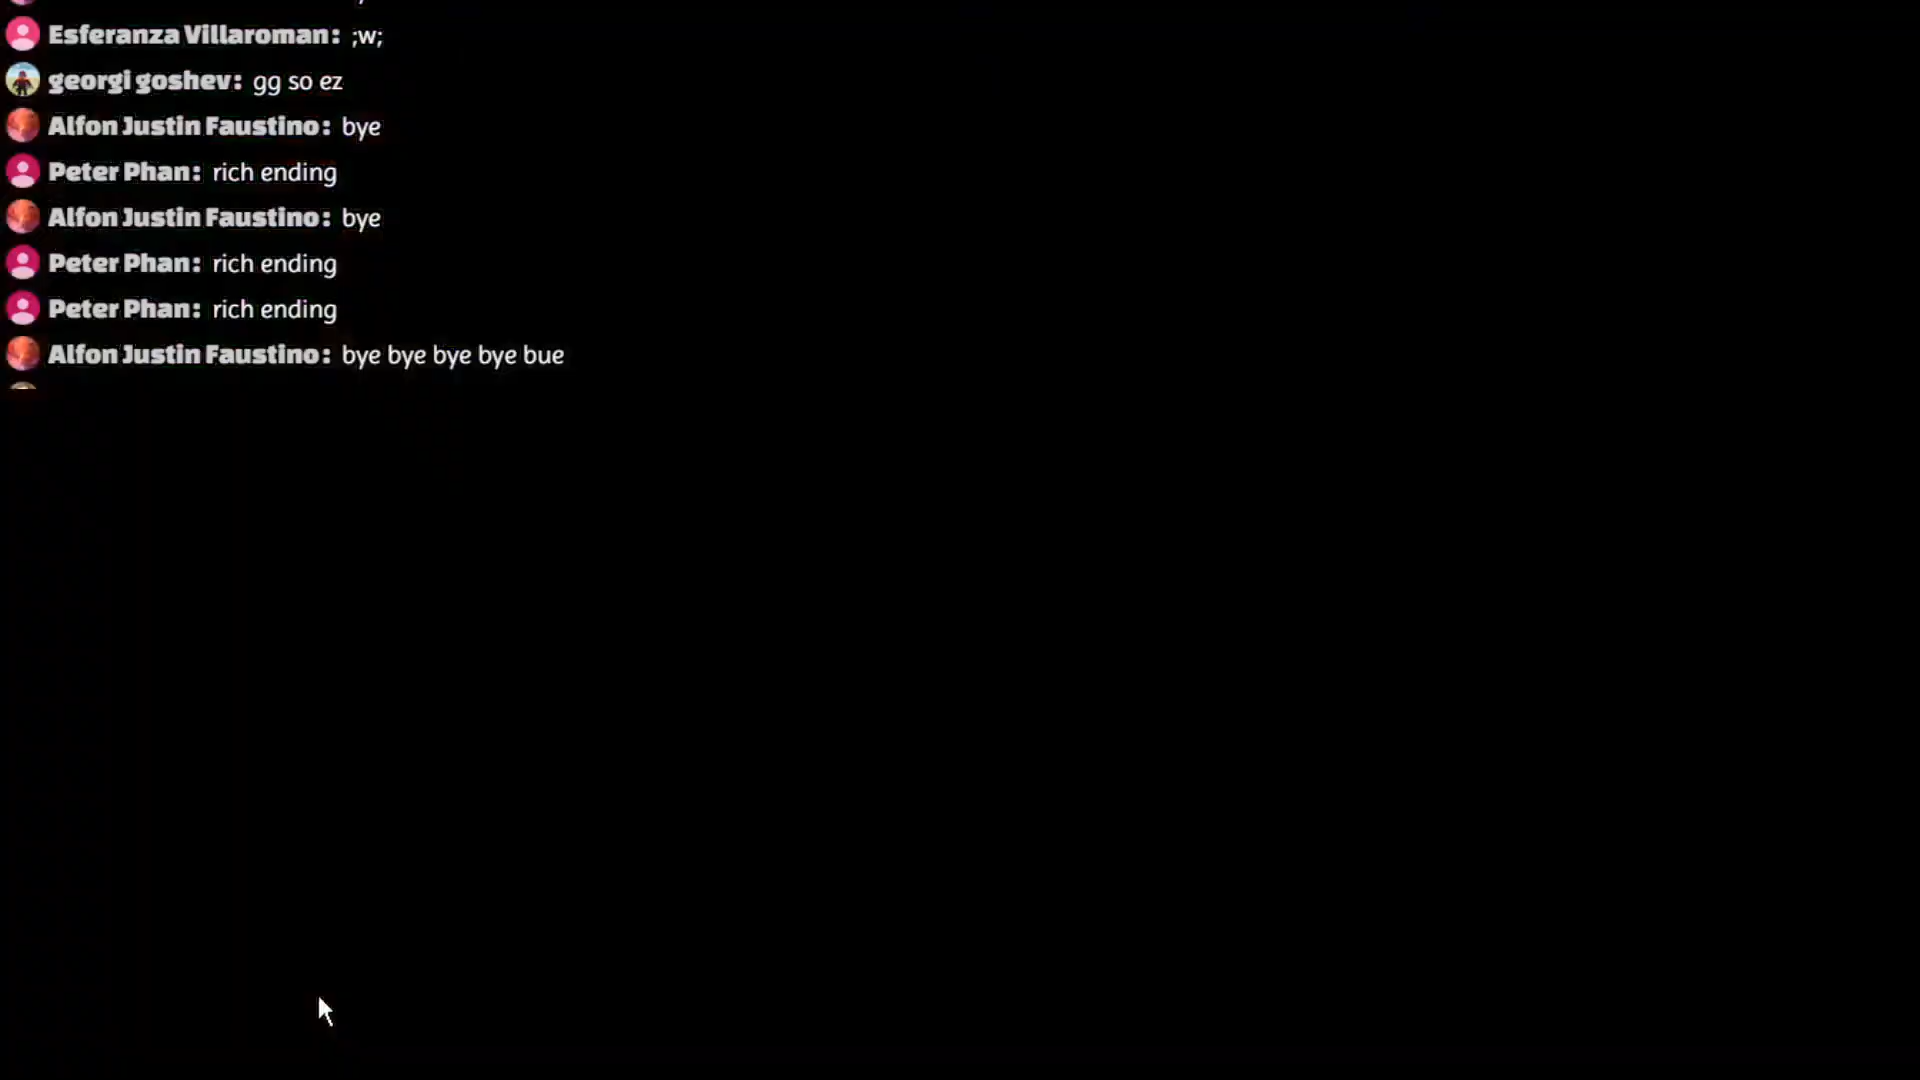 Esferanza Villaroman: ;w;
georgi goshev: gg so ez
Alfon Justin Faustino: bye
Peter Phan: rich ending
Alfon Justin Faustino: bye
Peter Phan: rich ending
Peter Phan: rich ending
Alfon Justin Faustino: bye bye bye bye bue